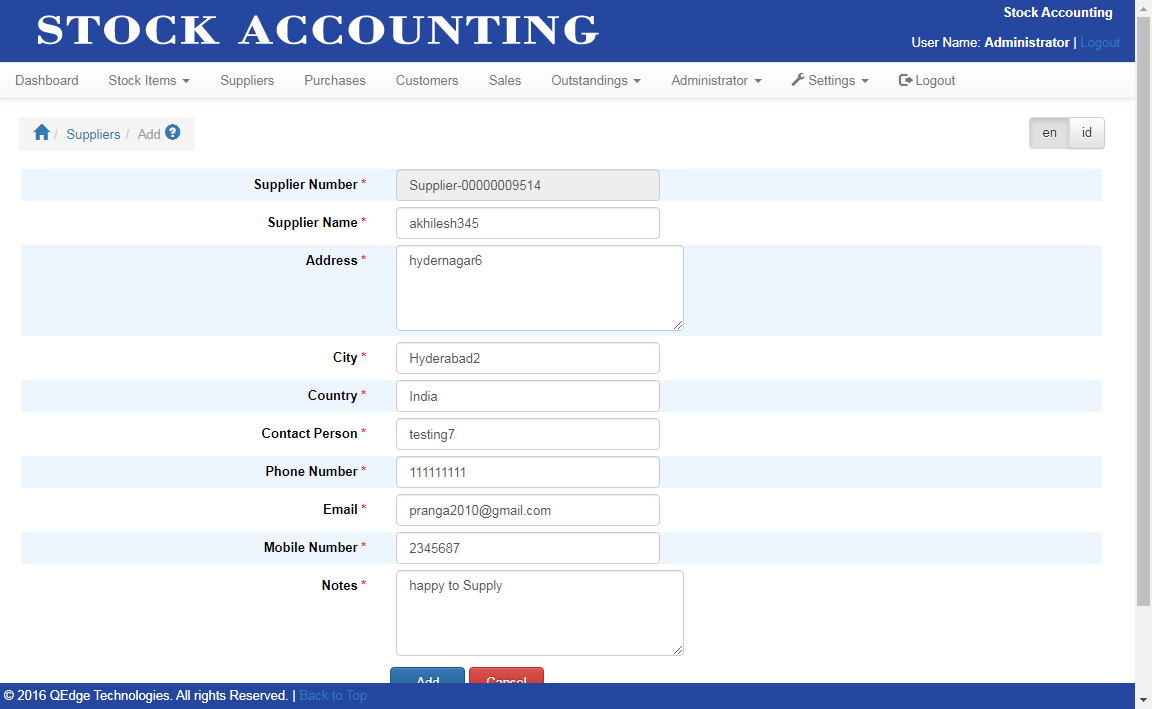 STOCK ACCOUNTING
Stock Accounting
User Name: Administrator | Logout
Dashboard Stock Items Suppliers Purchases Customers Sales Outstandings Administrator Settings Logout
/ Suppliers / Add ?
en id
Supplier Number * Supplier-00000009514
Supplier Name * akhilesh345
Address * hydernagar6
City * Hyderabad2
Country * India
Contact Person * testing7
Phone Number * 111111111
Email * pranga2010@gmail.com
Mobile Number * 2345687
Notes * happy to Supply
Add Cancel
© 2016 QEdge Technologies. All rights Reserved. | Back to Top